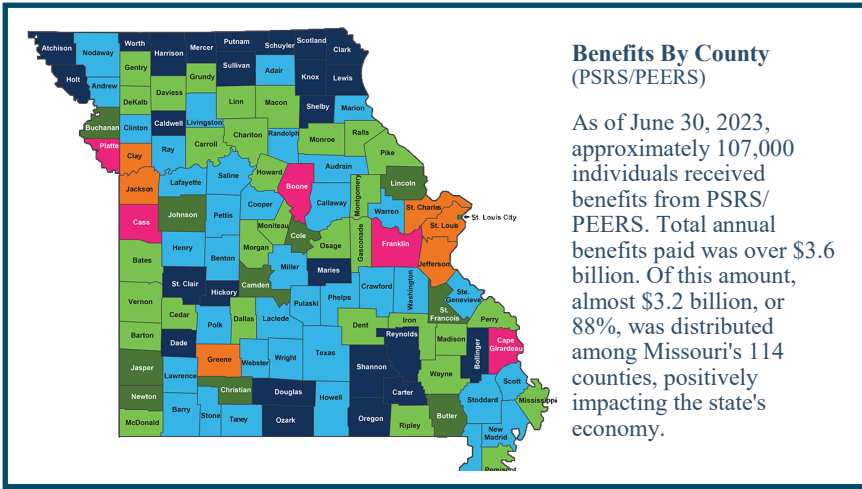 Benefits By County
(PSRS/PEERS)
As of June 30, 2023,
approximately 107,000
individuals received
benefits from PSRS/
PEERS. Total annual
benefits paid was over $3.6
billion. Of this amount,
almost $3.2 billion, or
88%, was distributed
among Missouri's 114
counties, positively
impacting the state's
economy.
Atchison
Nodaway
Worth
Harrison
Mercer
Putnam
Schuyler
Scotland
Clark
Holt
Andrew
Gentry
Grundy
Sullivan
Adair
Knox
Lewis
DeKalb
Daviess
Linn
Macon
Shelby
Marion
Buchanan
Clinton
Caldwell
Livingston
Chariton
Randolph
Monroe
Ralls
Platte
Clay
Ray
Carroll
Pike
Jackson
Lafayette
Saline
Howard
Boone
Audrain
Montgomery
Lincoln
Cass
Johnson
Pettis
Cooper
Callaway
Warren
St. Charles
St. Louis
St. Louis City
Moniteau
Cole
Osage
Gasconade
Franklin
Jefferson
Bates
Henry
Benton
Morgan
Miller
Maries
Vernon
St. Clair
Hickory
Camden
Pulaski
Phelps
Crawford
Washington
Ste.
Genevieve
St.
Francois
Perry
Barton
Cedar
Polk
Dallas
Laclede
Dent
Iron
Reynolds
Madison
Bollinger
Cape
Girardeau
Jasper
Dade
Greene
Webster
Wright
Texas
Shannon
Wayne
Scott
Newton
Lawrence
Christian
Douglas
Howell
Carter
Butler
Stoddard
Mississippi
McDonald
Barry
Stone
Taney
Ozark
Oregon
Ripley
New
Madrid
Pemiscot